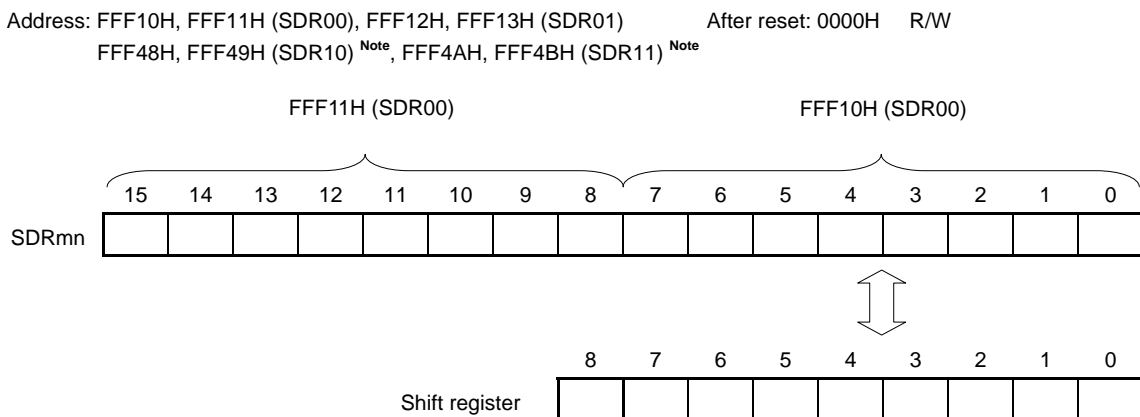 Address: FFF10H, FFF11H (SDR00), FFF12H, FFF13H (SDR01) After reset: 0000H R/W
FFF48H, FFF49H (SDR10) Note, FFF4AH, FFF4BH (SDR11) Note
FFF11H (SDR00) FFF10H (SDR00)
15 14 13 12 11 10 9 8 7 6 5 4 3 2 1 0
SDRmn
8 7 6 5 4 3 2 1 0
Shift register